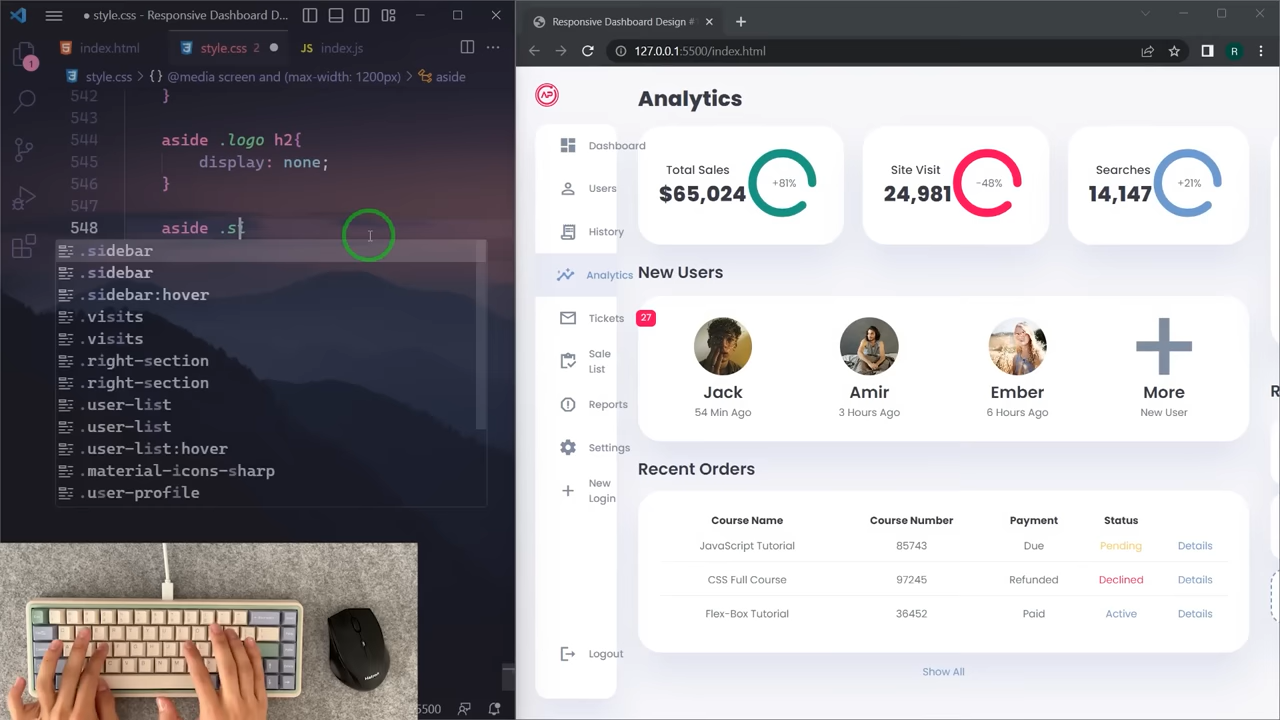 style.css - Responsive Dashboard D...
index.html
style.css 2
JS index.js
style.css > {} @media screen and (max-width: 1200px) > aside
1
542 }
543
544 aside .logo h2{
545 display: none;
546 }
547
548 aside .si
.sidebar
.sidebar
.sidebar:hover
.visits
.visits
.right-section
.right-section
.user-list
.user-list
.user-list:hover
.material-icons-sharp
.user-profile
5500
Responsive Dashboard Design #
127.0.0.1:5500/index.html
R
AP
Analytics
Dashboard
Users
History
Analytics
Tickets
27
Sale
List
Reports
Settings
New
Login
Logout
Total Sales
$65,024
+81%
Site Visit
24,981
-48%
Searches
14,147
+21%
New Users
Jack
54 Min Ago
Amir
3 Hours Ago
Ember
6 Hours Ago
More
New User
Recent Orders
Course Name Course Number Payment Status
JavaScript Tutorial 85743 Due Pending Details
CSS Full Course 97245 Refunded Declined Details
Flex-Box Tutorial 36452 Paid Active Details
Show All